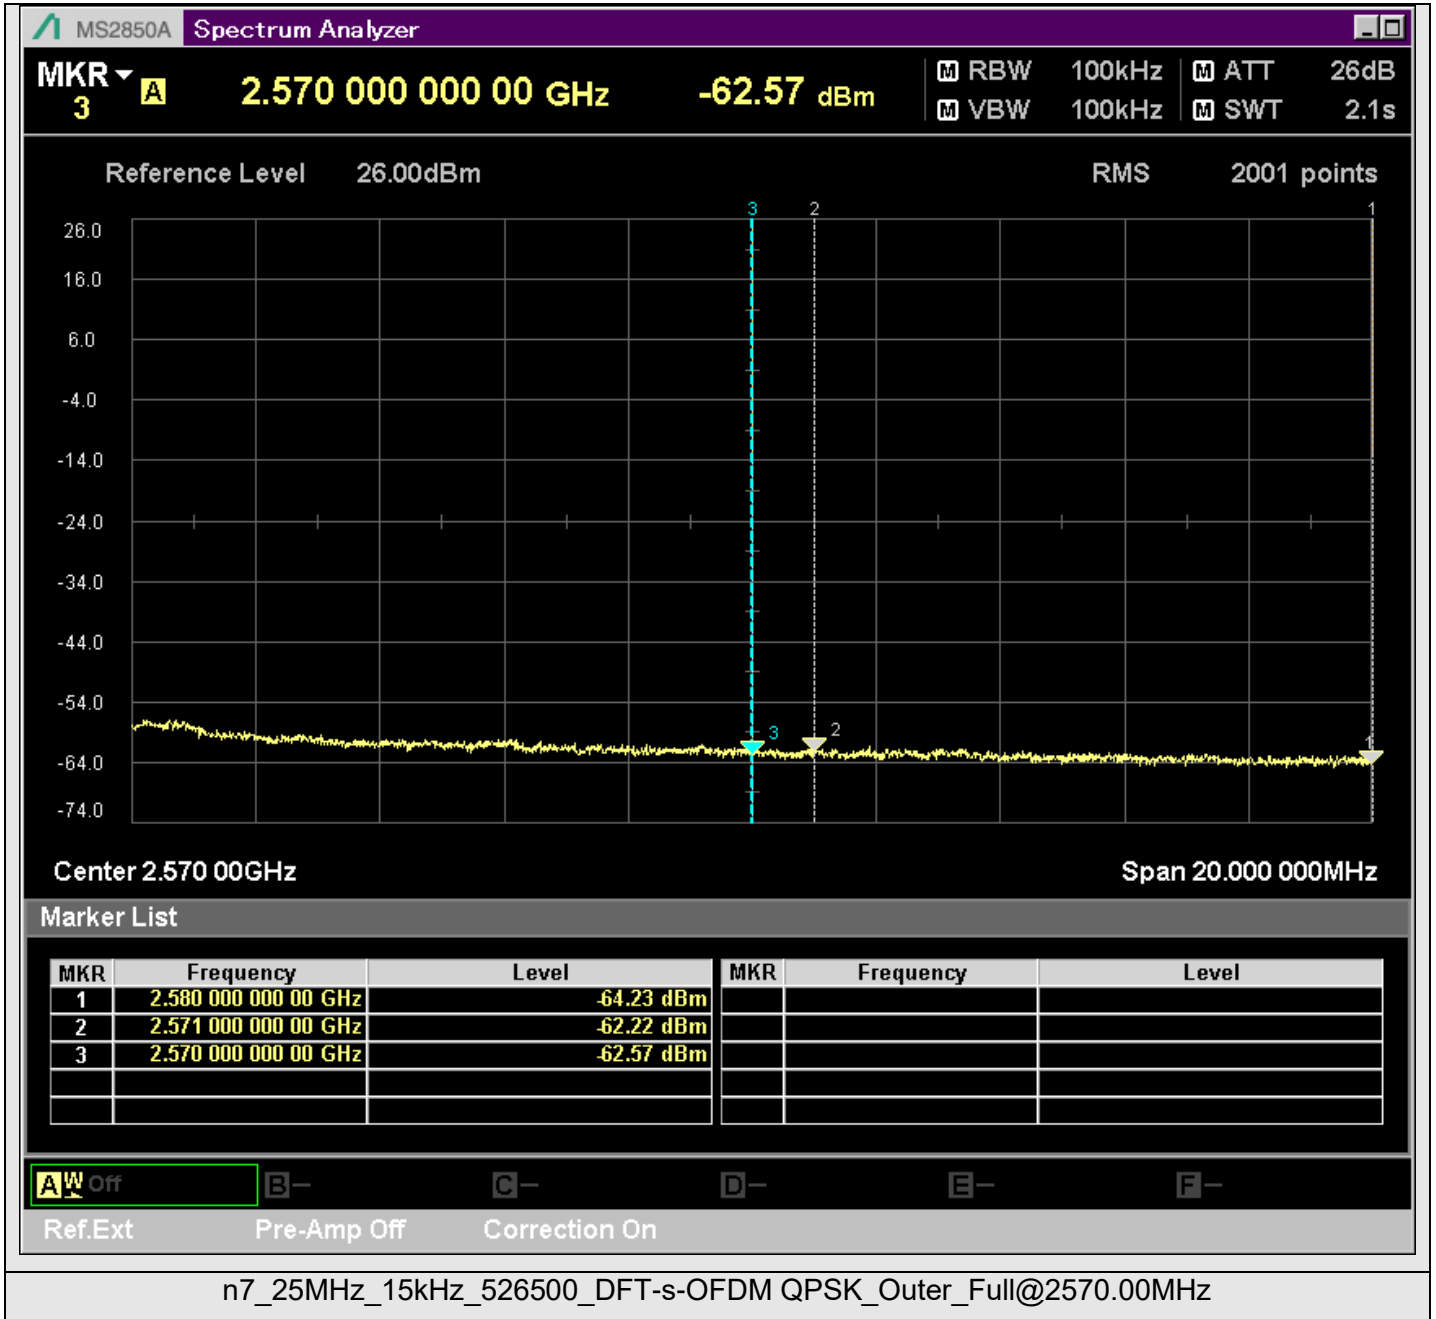 MS2850A Spectrum Analyzer
MKR A 2.570 000 000 00 GHz -62.57 dBm M RBW 100kHz M ATT 26dB
3 M VBW 100kHz M SWT 2.1s
Reference Level 26.00dBm RMS 2001 points
3 2 1
26.0
16.0
6.0
-4.0
-14.0
-24.0
-34.0
-44.0
-54.0
3 2 1
-64.0
-74.0
Center 2.570 00GHz Span 20.000 000MHz
Marker List
MKR Frequency Level MKR Frequency Level
1 2.580 000 000 00 GHz -64.23 dBm
2 2.571 000 000 00 GHz -62.22 dBm
3 2.570 000 000 00 GHz -62.57 dBm
A W Off B - C - D - E - F -
Ref.Ext Pre-Amp Off Correction On
n7_25MHz_15kHz_526500_DFT-s-OFDM QPSK_Outer_Full@2570.00MHz